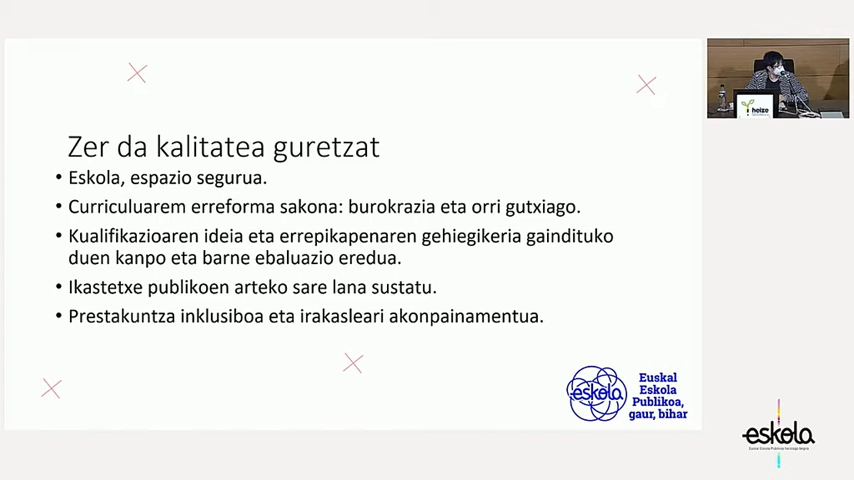 Zer da kalitatea guretzat
• Eskola, espazio segurua.
• Curriculuarem erreforma sakona: burokrazia eta orri gutxiago.
• Kualifikazioaren ideia eta errepikapenaren gehiegikeria gaindituko
duen kanpo eta barne ebaluazio eredua.
• Ikastetxe publikoen arteko sare lana sustatu.
• Prestakuntza inklusiboa eta irakasleari akonpainamentua.
eskola
Euskal
Eskola
Publikoa,
gaur, bihar
heize
eskola